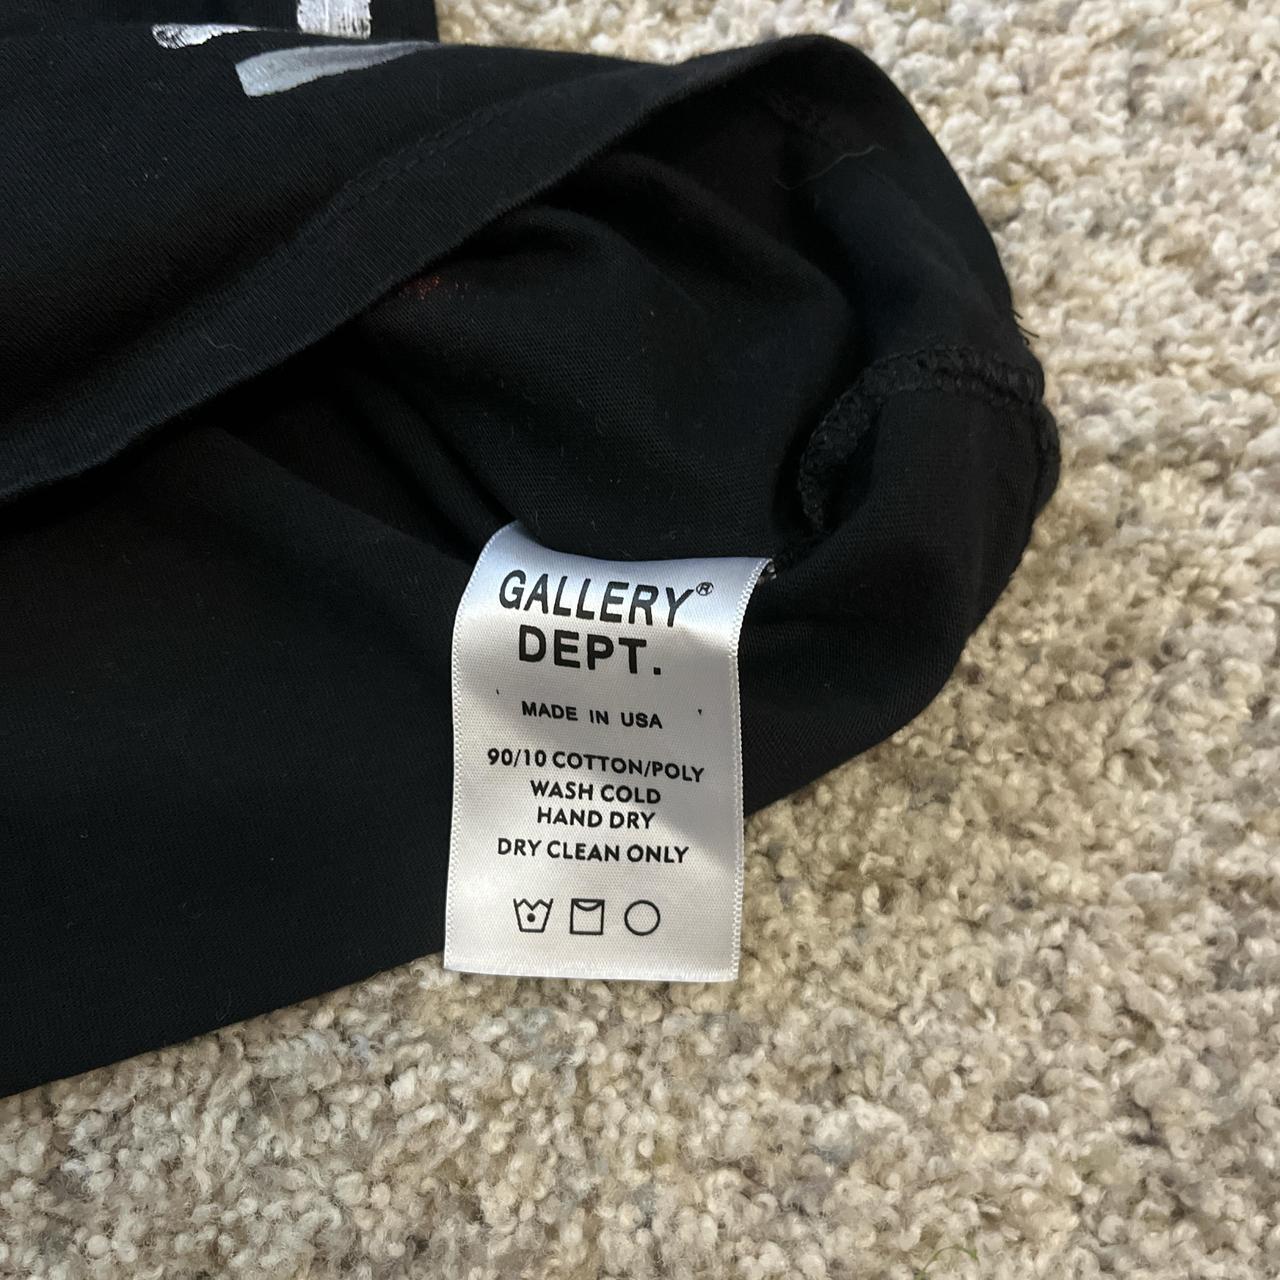 GALLERY®
DEPT.
MADE IN USA
90/10 COTTON/POLY
WASH COLD
HAND DRY
DRY CLEAN ONLY